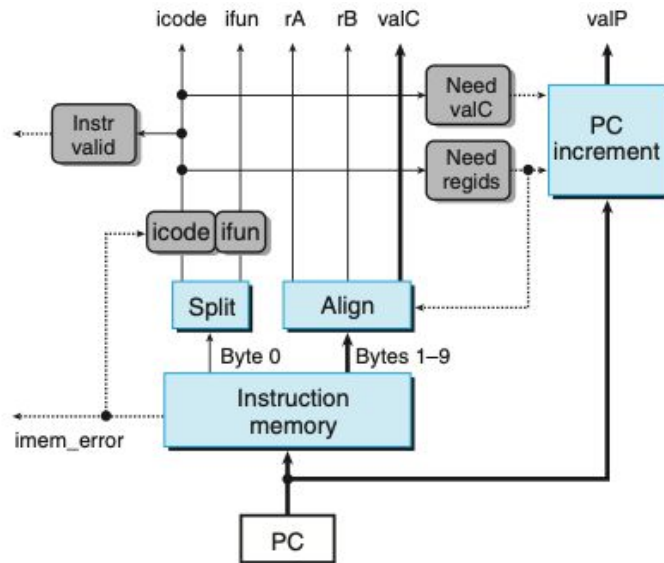 icode ifun rA rB valC valP
Need
valC
Instr
valid
PC
increment
Need
regids
icode ifun
Split
Align
Byte 0
Bytes 1–9
Instruction
memory
imem_error
PC